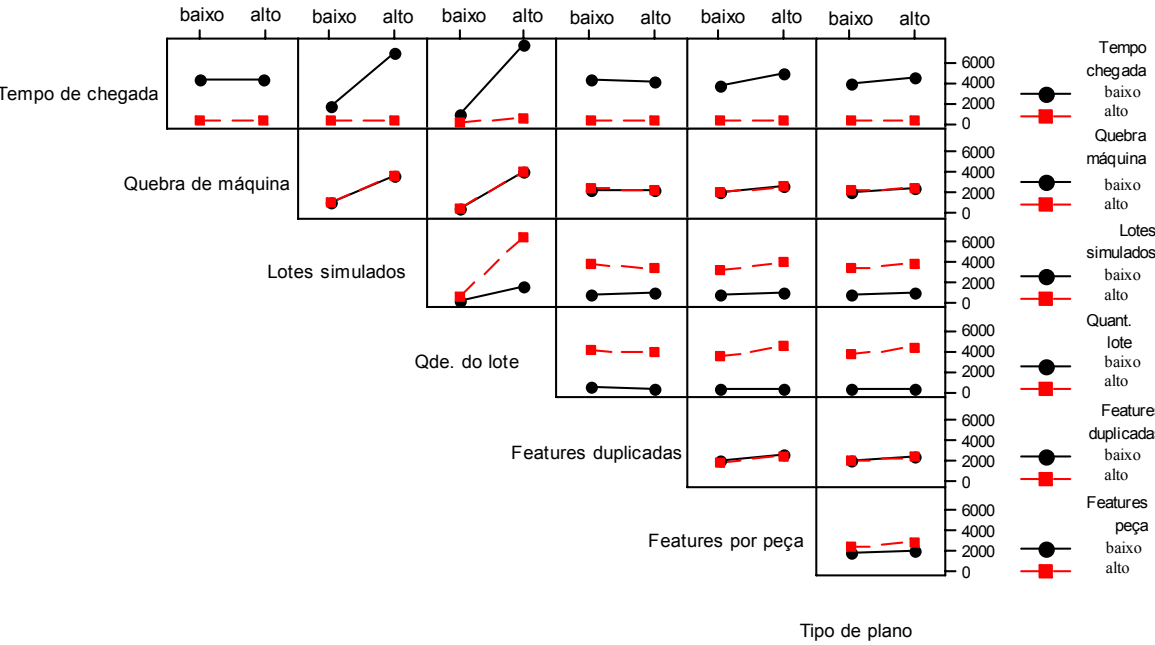 baixo alto baixo alto baixo alto baixo alto baixo alto baixo alto
Tempo de chegada
6000
4000
2000
0
Tempo
chegada
baixo
alto
Quebra de máquina
6000
4000
2000
0
Quebra
máquina
baixo
alto
Lotes simulados
6000
4000
2000
0
Lotes
simulados
baixo
alto
Qde. do lote
6000
4000
2000
0
Quant.
lote
baixo
alto
Features duplicadas
6000
4000
2000
0
Feature
duplicada
baixo
alto
Features por peça
6000
4000
2000
0
Features
peça
baixo
alto
Tipo de plano